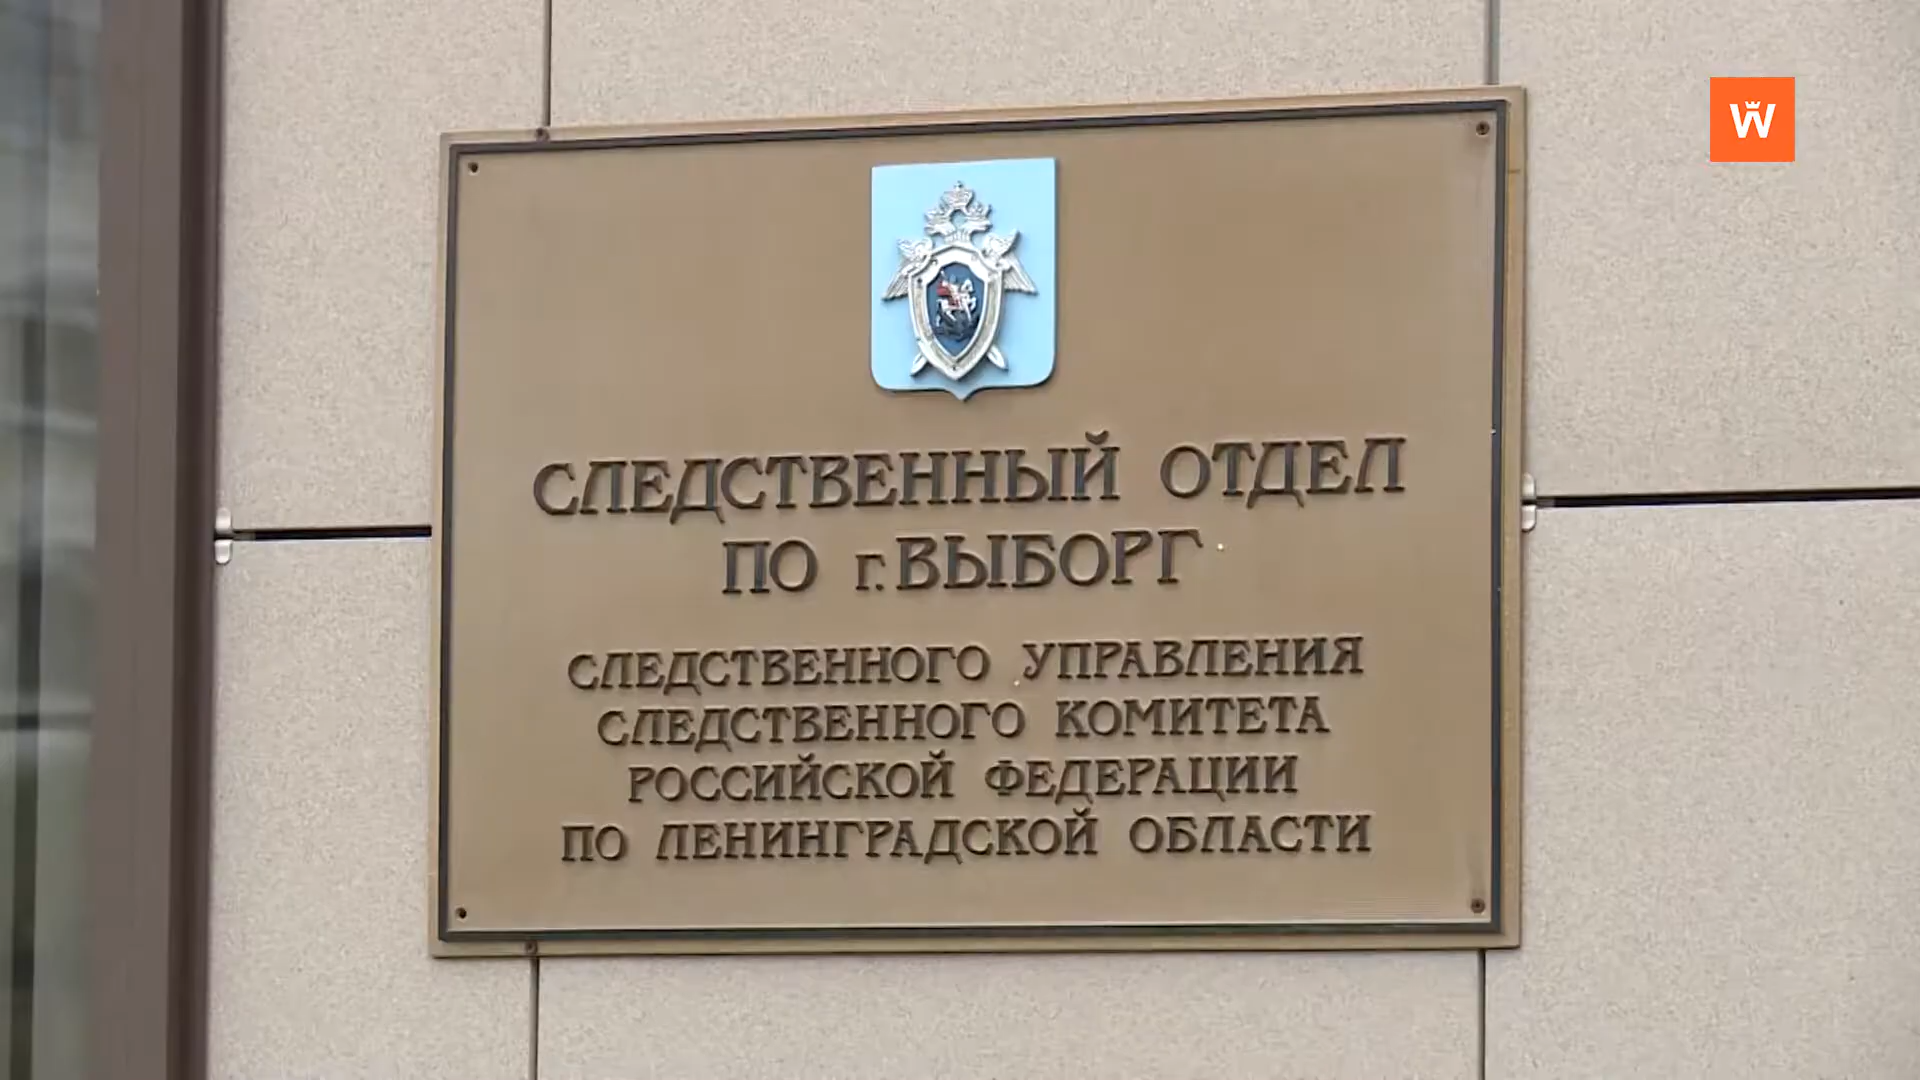 W
СЛЕДСТВЕННЫЙ ОТДЕЛ
ПО г.ВЫБОРГ
СЛЕДСТВЕННОГО УПРАВЛЕНИЯ
СЛЕДСТВЕННОГО КОМИТЕТА
РОССИЙСКОЙ ФЕДЕРАЦИИ
ПО ЛЕНИНГРАДСКОЙ ОБЛАСТИ